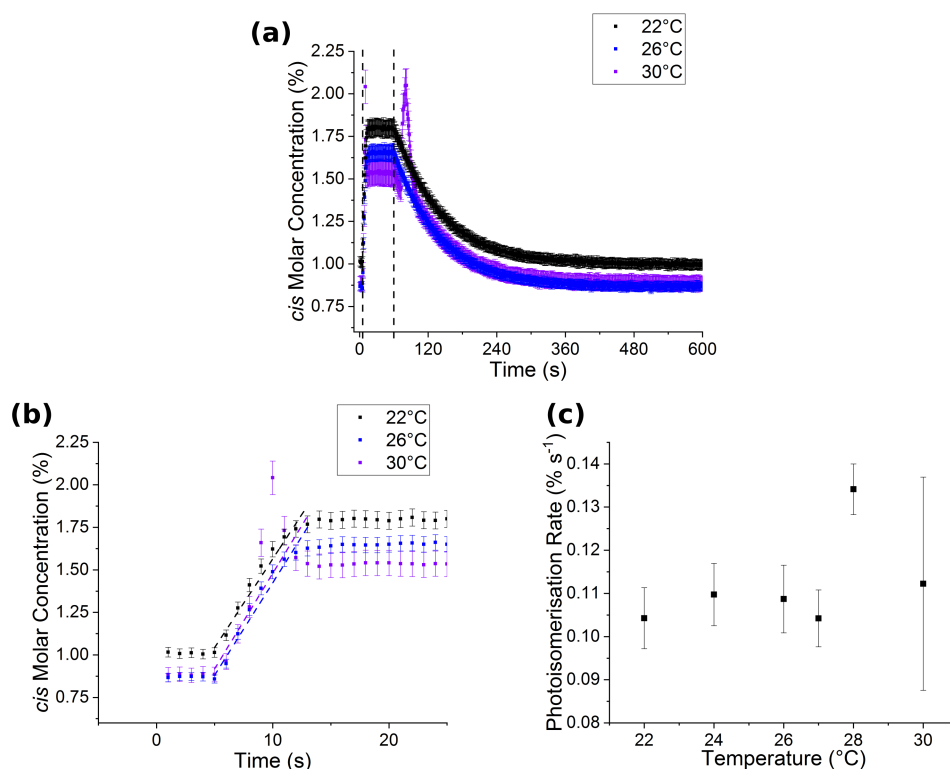 (a)
22°C
26°C
30°C
2.25
2.00
1.75
1.50
1.25
1.00
0.75
cis Molar Concentration (%)
0 120 240 360 480 600
Time (s)
(b)
22°C
26°C
30°C
2.25
2.00
1.75
1.50
1.25
1.00
0.75
cis Molar Concentration (%)
0 20
Time (s)
(c)
0.14
0.13
0.12
0.11
0.10
0.09
0.08
Photoisomerisation Rate (% s⁻¹)
22 24 26 28 30
Temperature (°C)